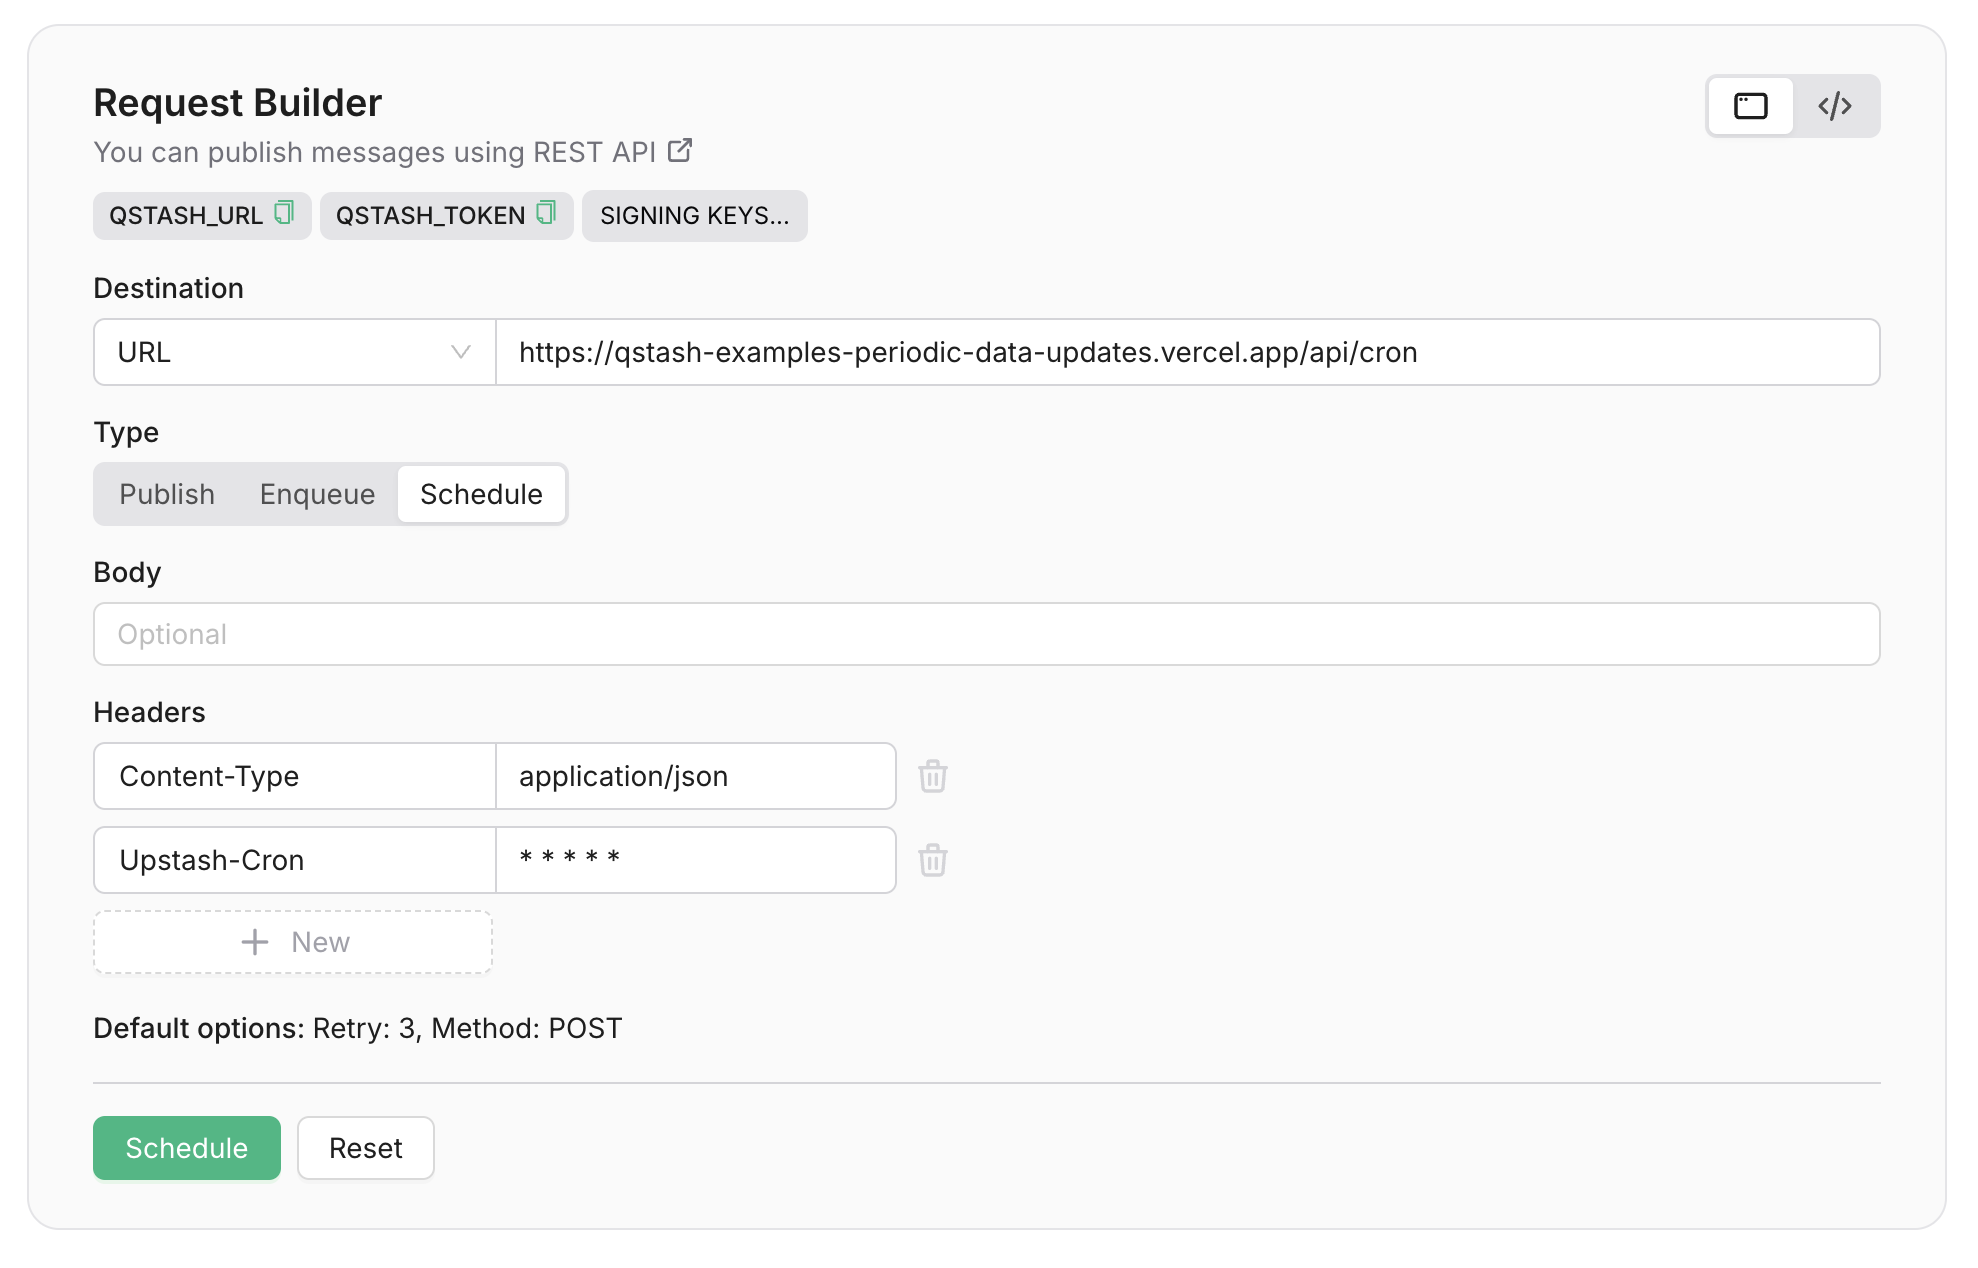 Request Builder
You can publish messages using REST API
QSTASH_URL QSTASH_TOKEN SIGNING KEYS...
Destination
URL https://qstash-examples-periodic-data-updates.vercel.app/api/cron
Type
Publish Enqueue Schedule
Body
Optional
Headers
Content-Type application/json
Upstash-Cron * * * * *
New
Default options: Retry: 3, Method: POST
Schedule Reset